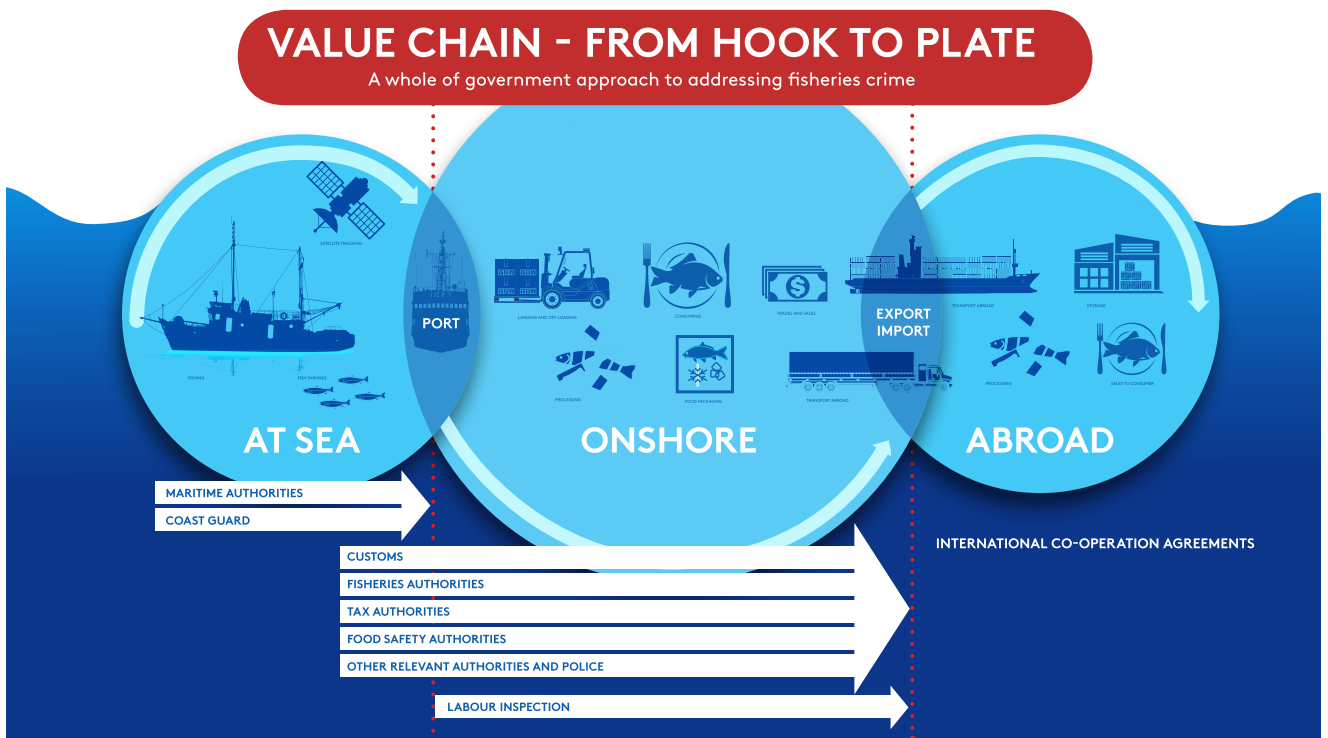 VALUE CHAIN - FROM HOOK TO PLATE
A whole of government approach to addressing fisheries crime
SATELLITE TRACKING
FISHING
FISH FARMING
AT SEA
PORT
LANDING AND OFF-LOADING
CONSUMING
TRADES AND SALES
PROCESSING
FOOD PACKAGING
TRANSPORT ABROAD
ONSHORE
EXPORT
IMPORT
TRANSPORT ABROAD
STORAGE
PROCESSING
SALES TO CONSUMER
ABROAD
MARITIME AUTHORITIES
COAST GUARD
CUSTOMS
FISHERIES AUTHORITIES
TAX AUTHORITIES
FOOD SAFETY AUTHORITIES
OTHER RELEVANT AUTHORITIES AND POLICE
LABOUR INSPECTION
INTERNATIONAL CO-OPERATION AGREEMENTS